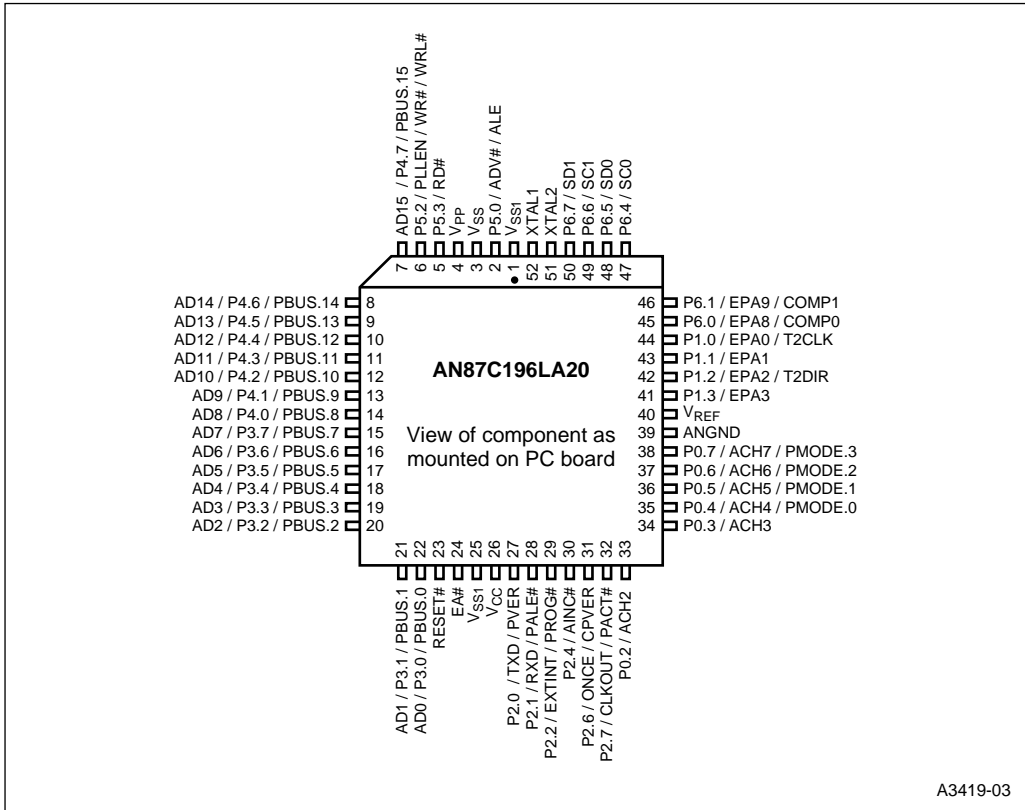 AD15 / P4.7 / PBUS.15
P5.2 / PLLEN / WR# / WRL#
P5.3 / RD#
VPP
VSS
P5.0 / ADV# / ALE
VSS1
XTAL1
XTAL2
P6.7 / SD1
P6.6 / SC1
P6.5 / SD0
P6.4 / SC0
7 6 5 4 3 2 1 52 51 50 49 48 47
AD14 / P4.6 / PBUS.14 8
AD13 / P4.5 / PBUS.13 9
AD12 / P4.4 / PBUS.12 10
AD11 / P4.3 / PBUS.11 11
AD10 / P4.2 / PBUS.10 12
AD9 / P4.1 / PBUS.9 13
AD8 / P4.0 / PBUS.8 14
AD7 / P3.7 / PBUS.7 15
AD6 / P3.6 / PBUS.6 16
AD5 / P3.5 / PBUS.5 17
AD4 / P3.4 / PBUS.4 18
AD3 / P3.3 / PBUS.3 19
AD2 / P3.2 / PBUS.2 20
AN87C196LA20
View of component as
mounted on PC board
46 P6.1 / EPA9 / COMP1
45 P6.0 / EPA8 / COMP0
44 P1.0 / EPA0 / T2CLK
43 P1.1 / EPA1
42 P1.2 / EPA2 / T2DIR
41 P1.3 / EPA3
40 VREF
39 ANGND
38 P0.7 / ACH7 / PMODE.3
37 P0.6 / ACH6 / PMODE.2
36 P0.5 / ACH5 / PMODE.1
35 P0.4 / ACH4 / PMODE.0
34 P0.3 / ACH3
21 22 23 24 25 26 27 28 29 30 31 32 33
AD1 / P3.1 / PBUS.1
AD0 / P3.0 / PBUS.0
RESET#
EA#
VSS1
VCC
P2.0 / TXD / PVER
P2.1 / RXD / PALE#
P2.2 / EXTINT / PROG#
P2.4 / AINC#
P2.6 / ONCE / CPVER
P2.7 / CLKOUT / PACT#
P0.2 / ACH2
A3419-03